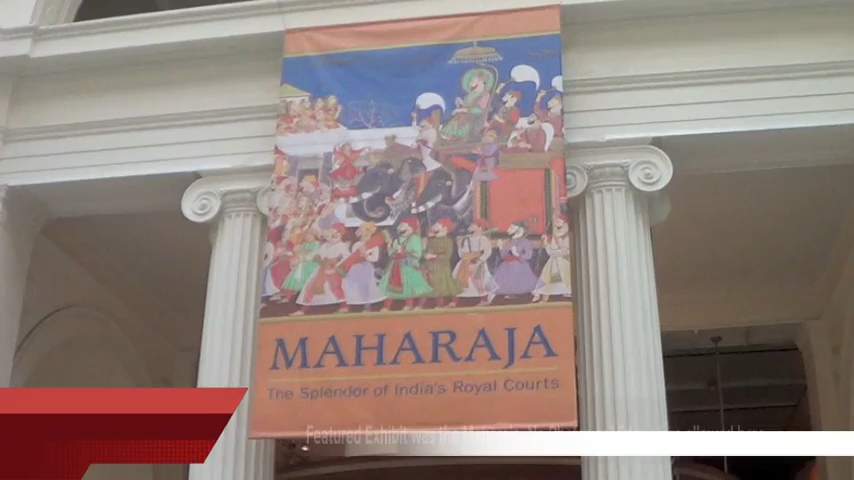 MAHARAJA
The Splendor of India's Royal Courts
Featured Exhibit was the